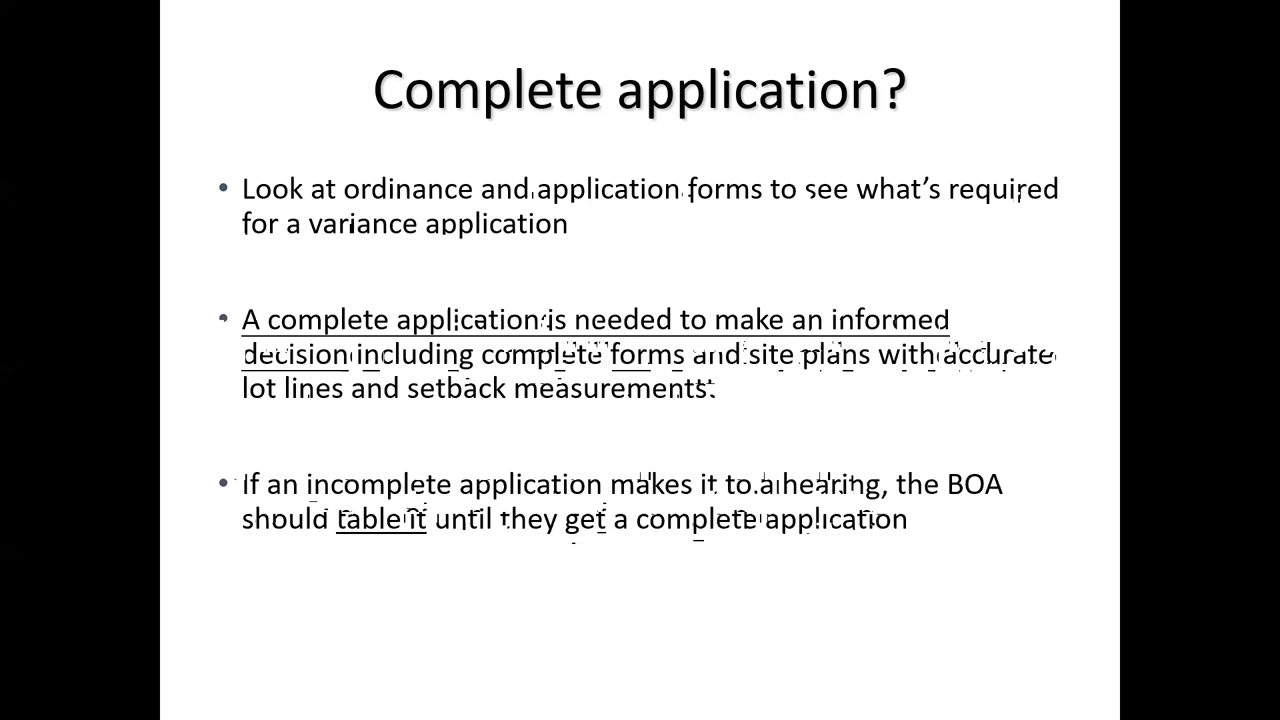 Complete application?
• Look at ordinance and application forms to see what’s required
for a variance application
• A complete application is needed to make an informed
decision including complete forms and site plans with accurate
lot lines and setback measurements.
• If an incomplete application makes it to a hearing, the BOA
should table it until they get a complete application